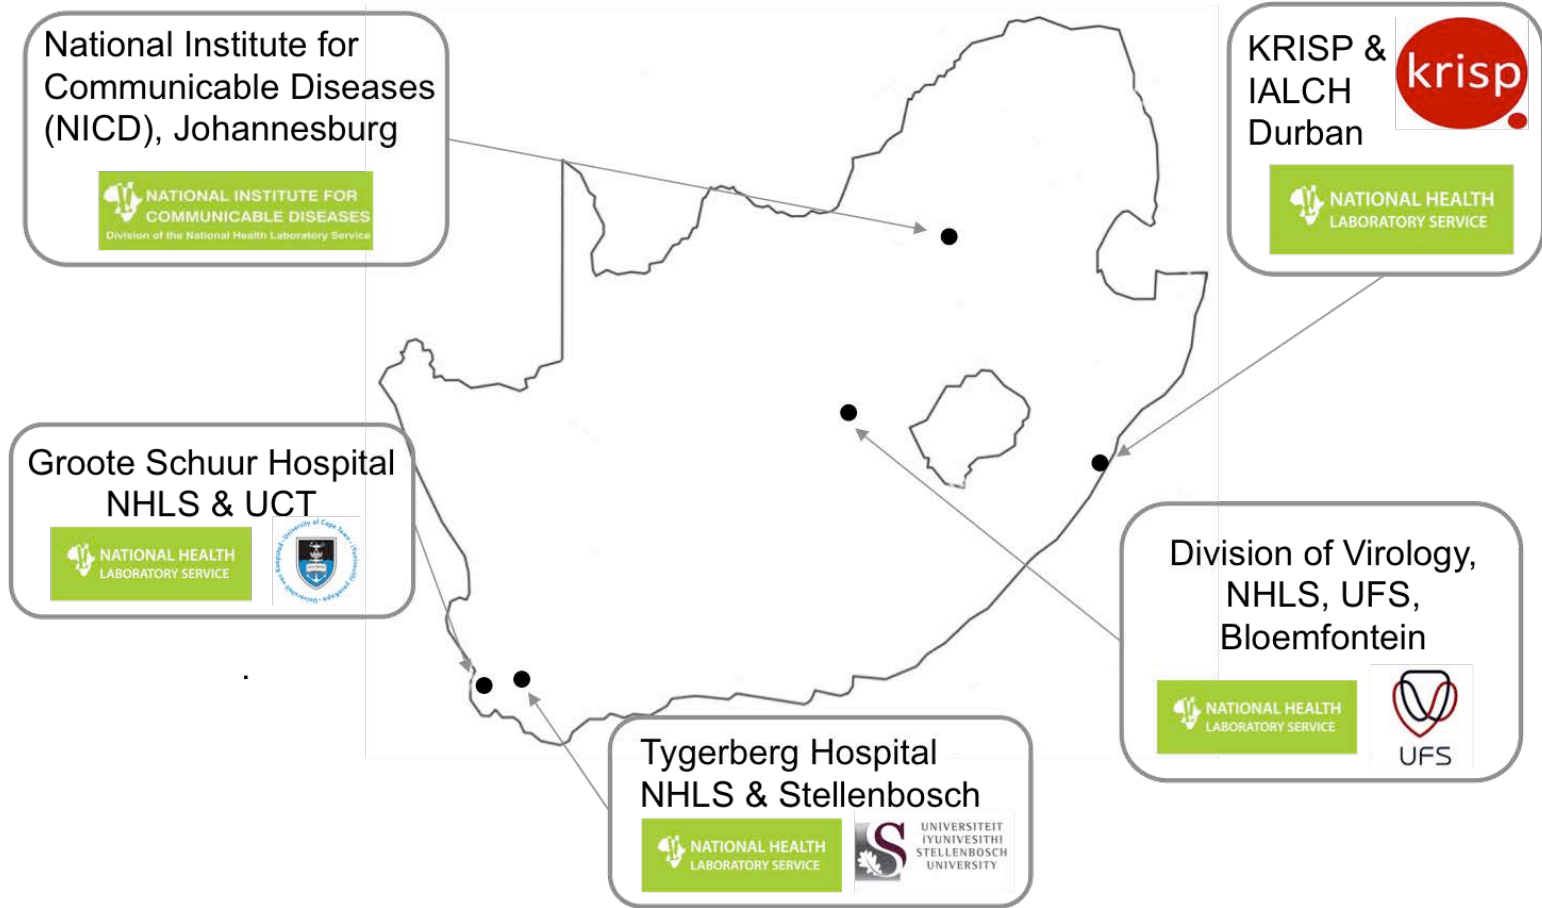 National Institute for
Communicable Diseases
(NICD), Johannesburg
NATIONAL INSTITUTE FOR
COMMUNICABLE DISEASES
Division of the National Health Laboratory Service
KRISP &
IALCH
Durban
krisp
NATIONAL HEALTH
LABORATORY SERVICE
Groote Schuur Hospital
NHLS & UCT
NATIONAL HEALTH
LABORATORY SERVICE
.
Division of Virology,
NHLS, UFS,
Bloemfontein
NATIONAL HEALTH
LABORATORY SERVICE
UFS
Tygerberg Hospital
NHLS & Stellenbosch
NATIONAL HEALTH
LABORATORY SERVICE
S
UNIVERSITEIT
iYUNIVESITHI
STELLENBOSCH
UNIVERSITY